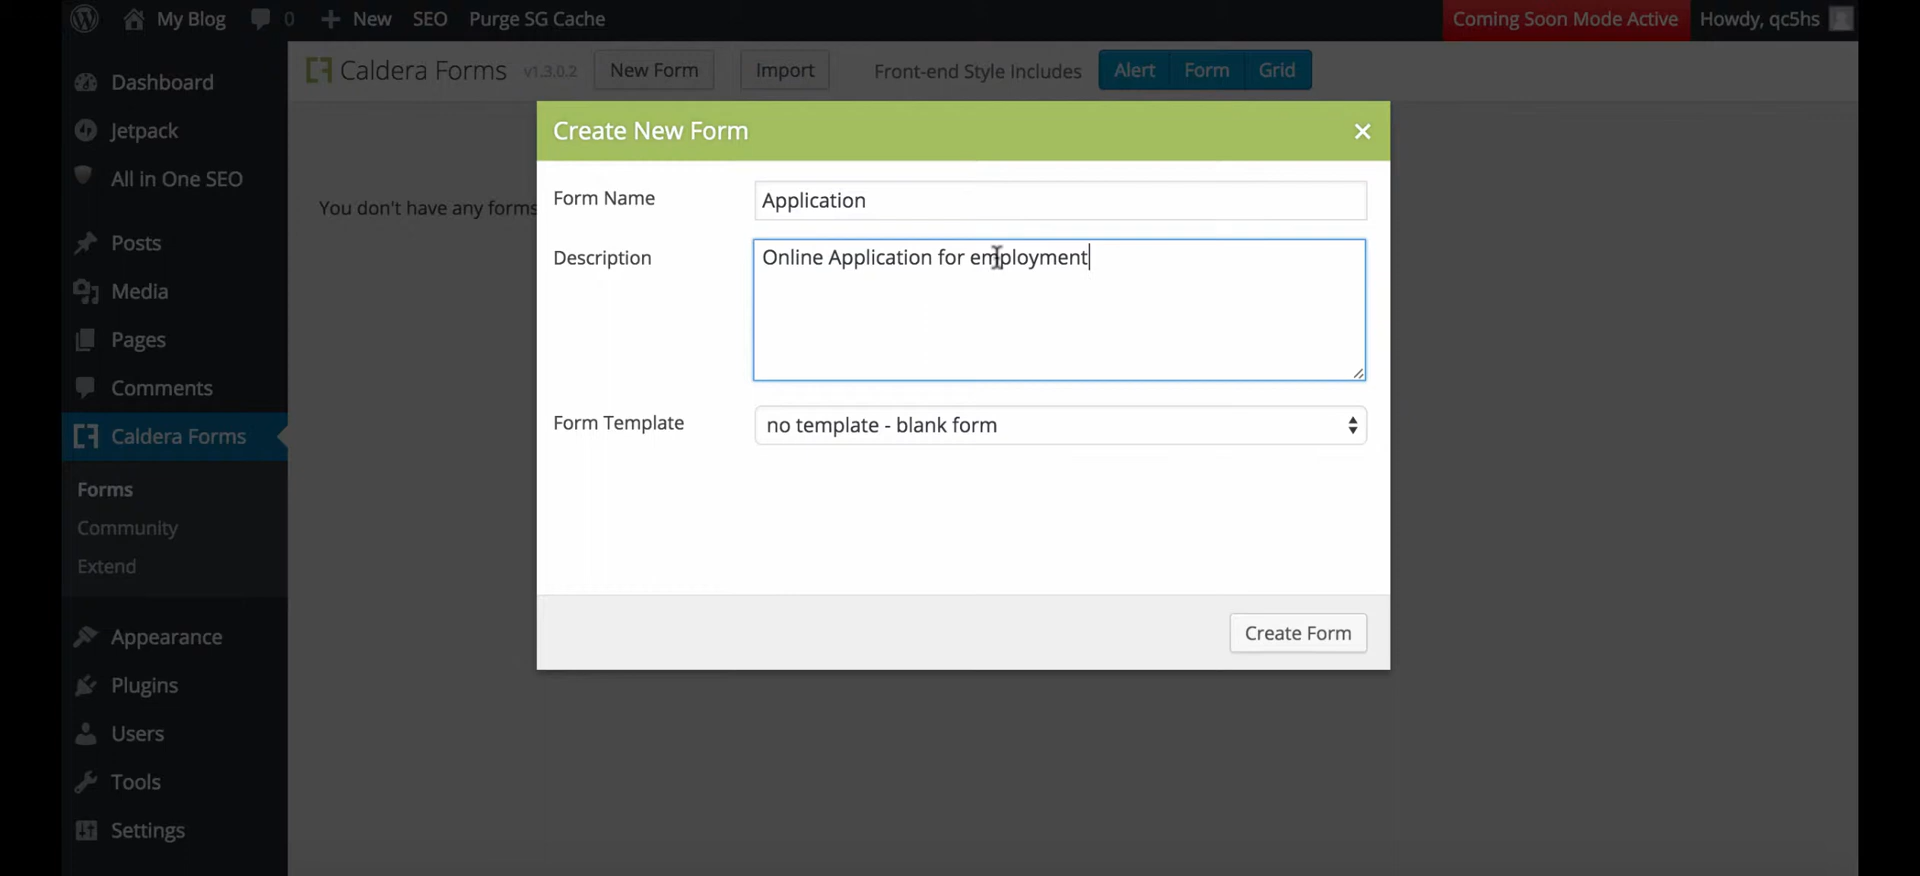 My Blog 0 New SEO Purge SG Cache Coming Soon Mode Active Howdy, qc5hs
Caldera Forms v1.3.0.2 New Form Import Front-end Style Includes Alert Form Grid
Dashboard
Jetpack
All in One SEO
Posts
Media
Pages
Comments
Caldera Forms
Forms
Community
Extend
Appearance
Plugins
Users
Tools
Settings
You don't have any forms
Create New Form ×
Form Name Application
Description Online Application for employment
Form Template no template - blank form
Create Form